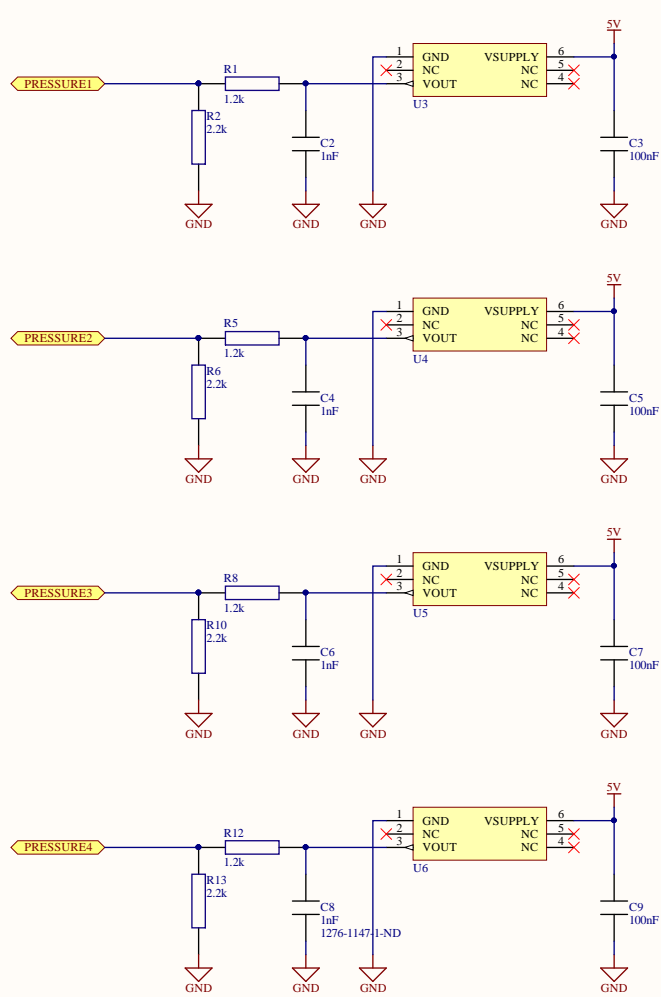 5V
1 GND VSUPPLY 6
2 NC NC 5
3 VOUT NC 4
U3
PRESSURE1
R1
1.2k
R2
2.2k
C2
1nF
C3
100nF
GND GND GND GND
5V
1 GND VSUPPLY 6
2 NC NC 5
3 VOUT NC 4
U4
PRESSURE2
R5
1.2k
R6
2.2k
C4
1nF
C5
100nF
GND GND GND GND
5V
1 GND VSUPPLY 6
2 NC NC 5
3 VOUT NC 4
U5
PRESSURE3
R8
1.2k
R10
2.2k
C6
1nF
C7
100nF
GND GND GND GND
5V
1 GND VSUPPLY 6
2 NC NC 5
3 VOUT NC 4
U6
PRESSURE4
R12
1.2k
R13
2.2k
C8
1nF
1276-1147-1-ND
C9
100nF
GND GND GND GND